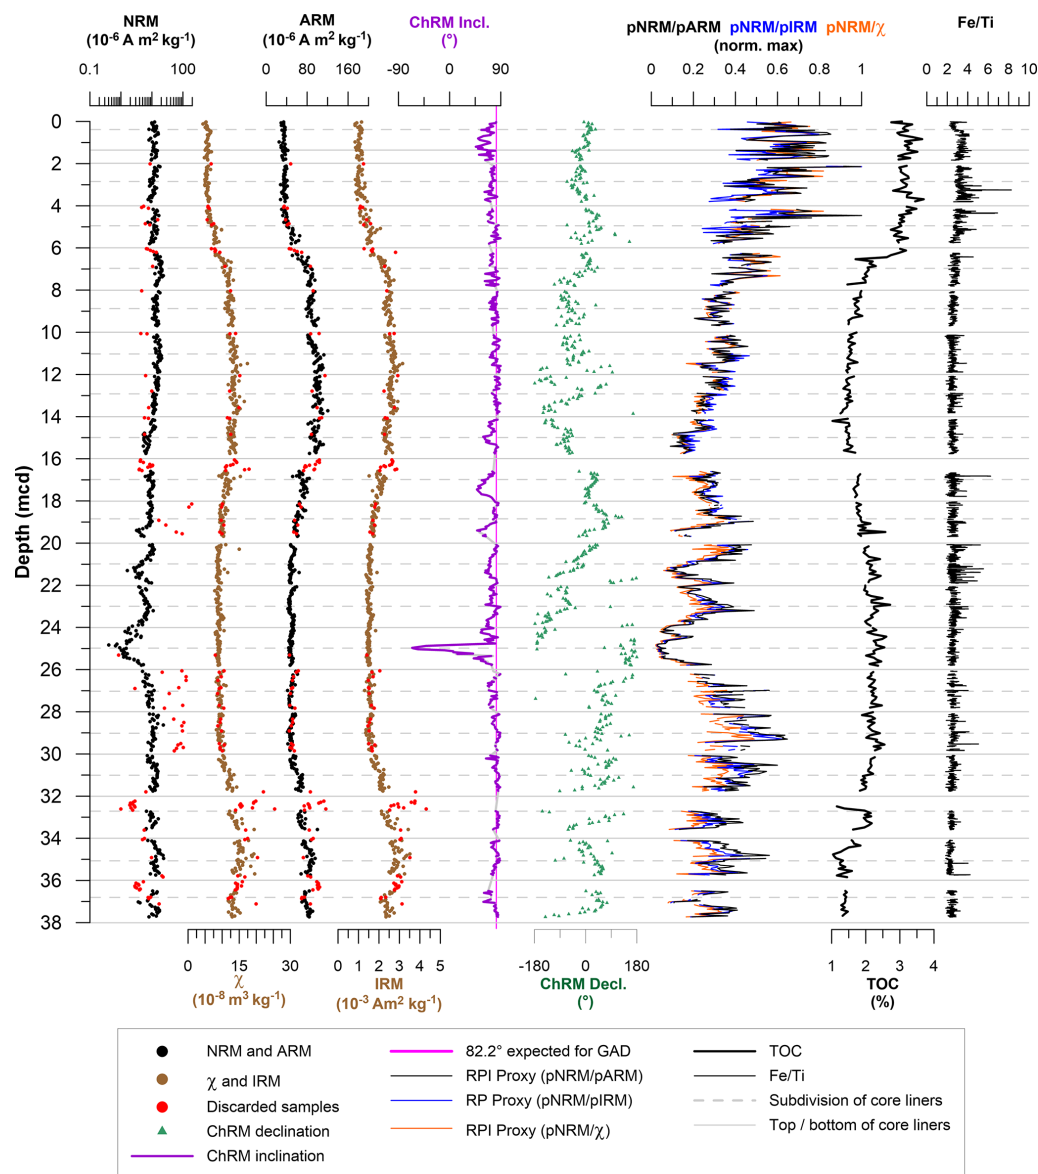 NRM
(10-6 A m2 kg-1)
ARM
(10-6 A m2 kg-1)
ChRM Incl.
(°)
pNRM/pARM pNRM/pIRM pNRM/χ
(norm. max)
Fe/Ti
0.1 100
0 80 160
-90 0 90
0 0.2 0.4 0.6 0.8 1
0 2 4 6 8 10
0
2
4
6
8
10
12
14
16
18
20
22
24
26
28
30
32
34
36
38
Depth (mcd)
0 15 30
χ
(10-8 m3 kg-1)
0 1 2 3 4 5
IRM
(10-3 Am2 kg-1)
-180 0 180
ChRM Decl.
(°)
1 2 3 4
TOC
(%)
NRM and ARM
χ and IRM
Discarded samples
ChRM declination
ChRM inclination
82.2° expected for GAD
RPI Proxy (pNRM/pARM)
RP Proxy (pNRM/pIRM)
RPI Proxy (pNRM/χ)
TOC
Fe/Ti
Subdivision of core liners
Top / bottom of core liners